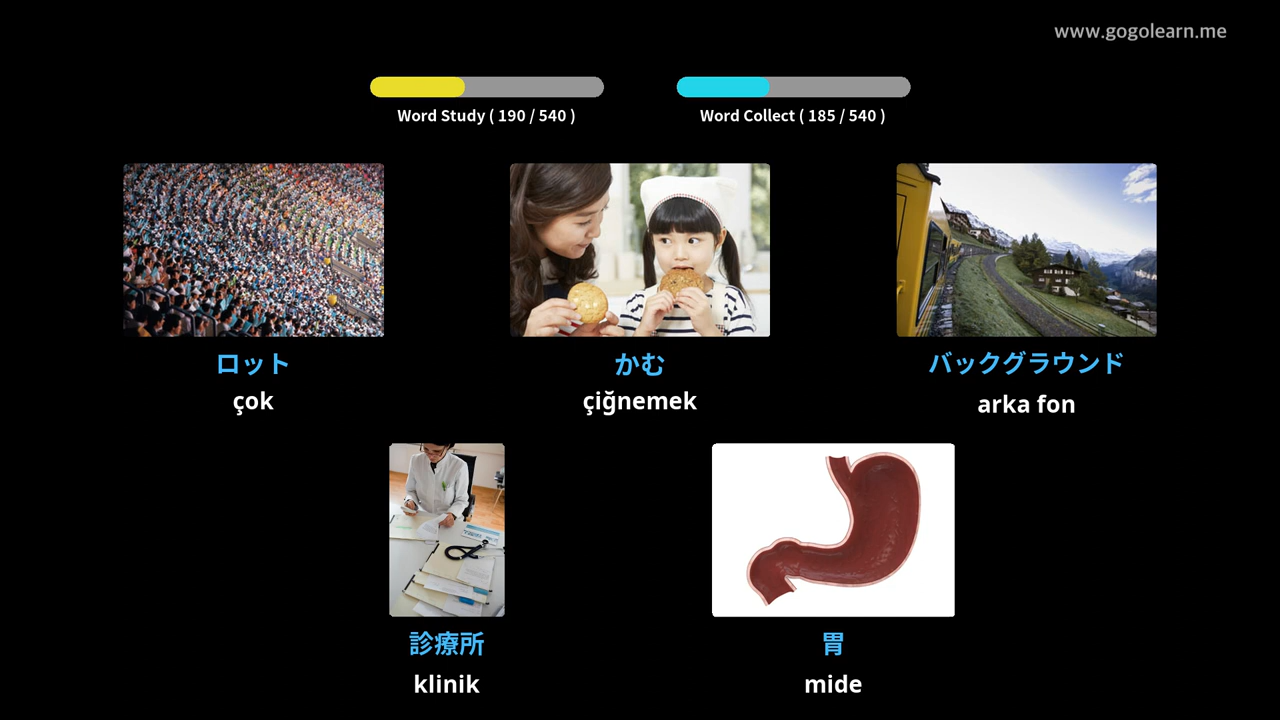 www.gogolearn.me
Word Study ( 190 / 540 )
Word Collect ( 185 / 540 )
ロット
çok
かむ
çiğnemek
バックグラウンド
arka fon
診療所
klinik
胃
mide